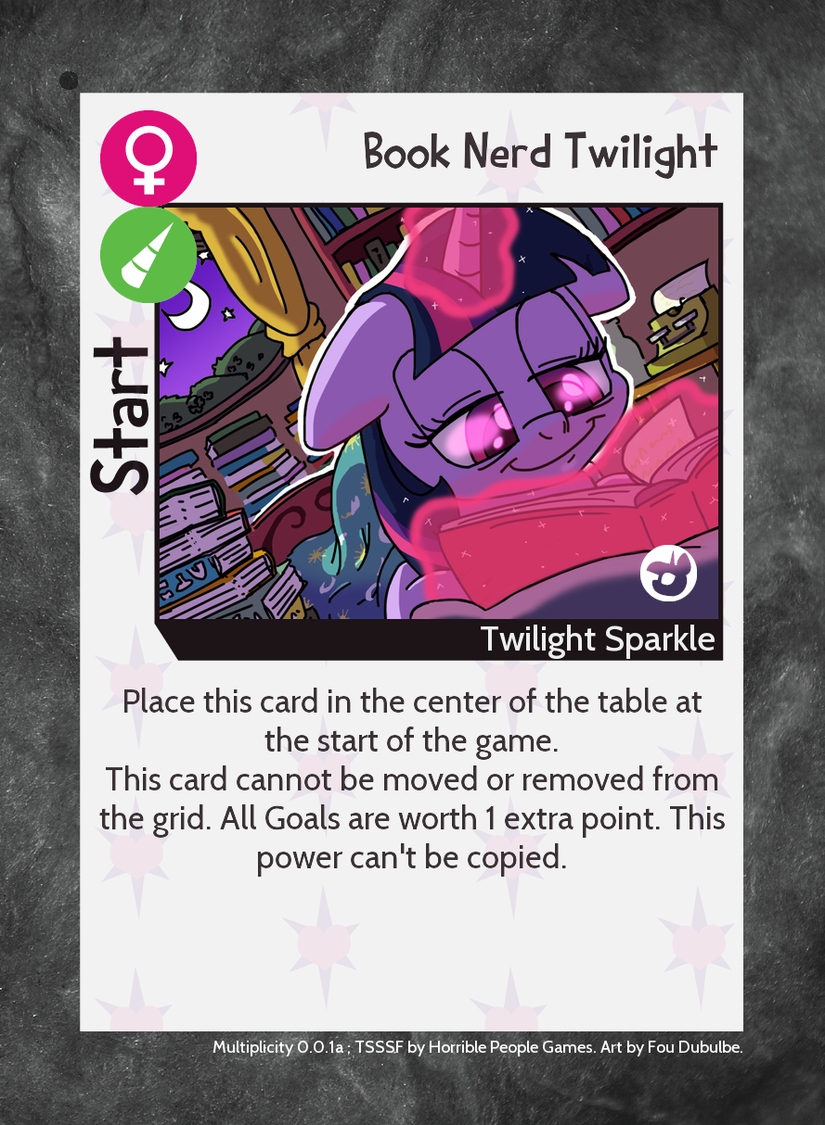 Book Nerd Twilight
Start
Twilight Sparkle
Place this card in the center of the table at
the start of the game.
This card cannot be moved or removed from
the grid. All Goals are worth 1 extra point. This
power can't be copied.
Multiplicity 0.0.1a ; TSSSF by Horrible People Games. Art by Fou Dubulbe.